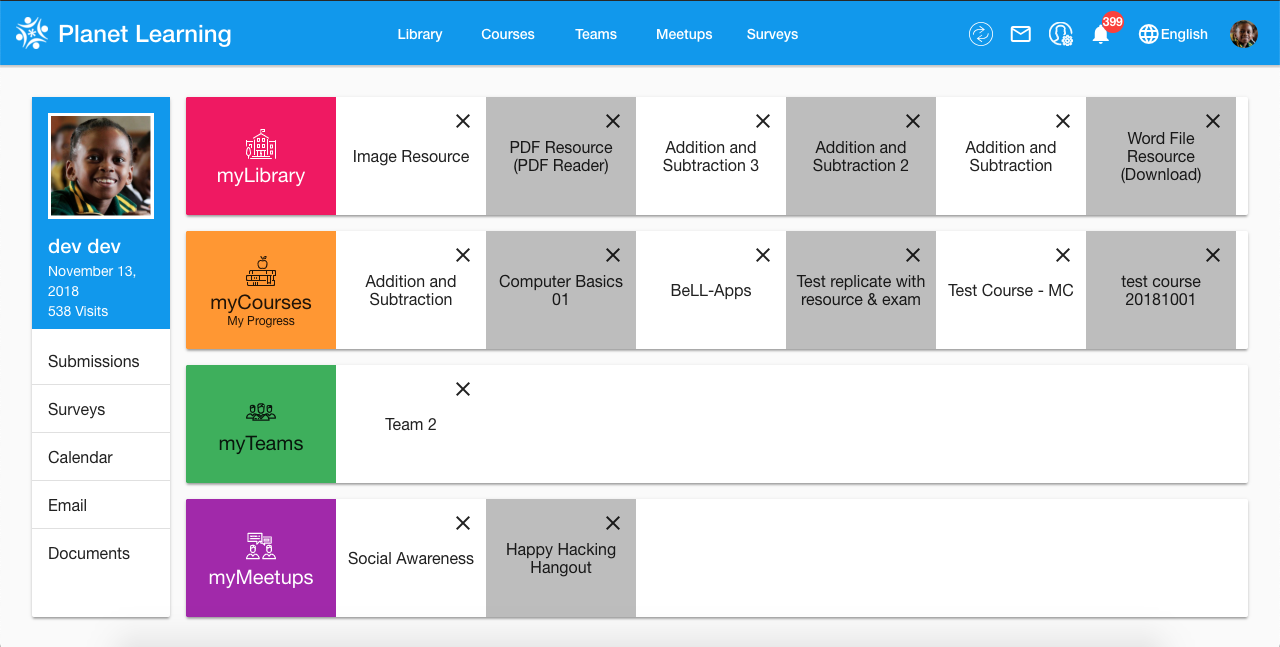 Planet Learning
Library
Courses
Teams
Meetups
Surveys
399
English
dev dev
November 13,
2018
538 Visits
Submissions
Surveys
Calendar
Email
Documents
myLibrary
Image Resource
PDF Resource
(PDF Reader)
Addition and
Subtraction 3
Addition and
Subtraction 2
Addition and
Subtraction
Word File
Resource
(Download)
myCourses
My Progress
Addition and
Subtraction
Computer Basics
01
BeLL-Apps
Test replicate with
resource & exam
Test Course - MC
test course
20181001
myTeams
Team 2
myMeetups
Social Awareness
Happy Hacking
Hangout